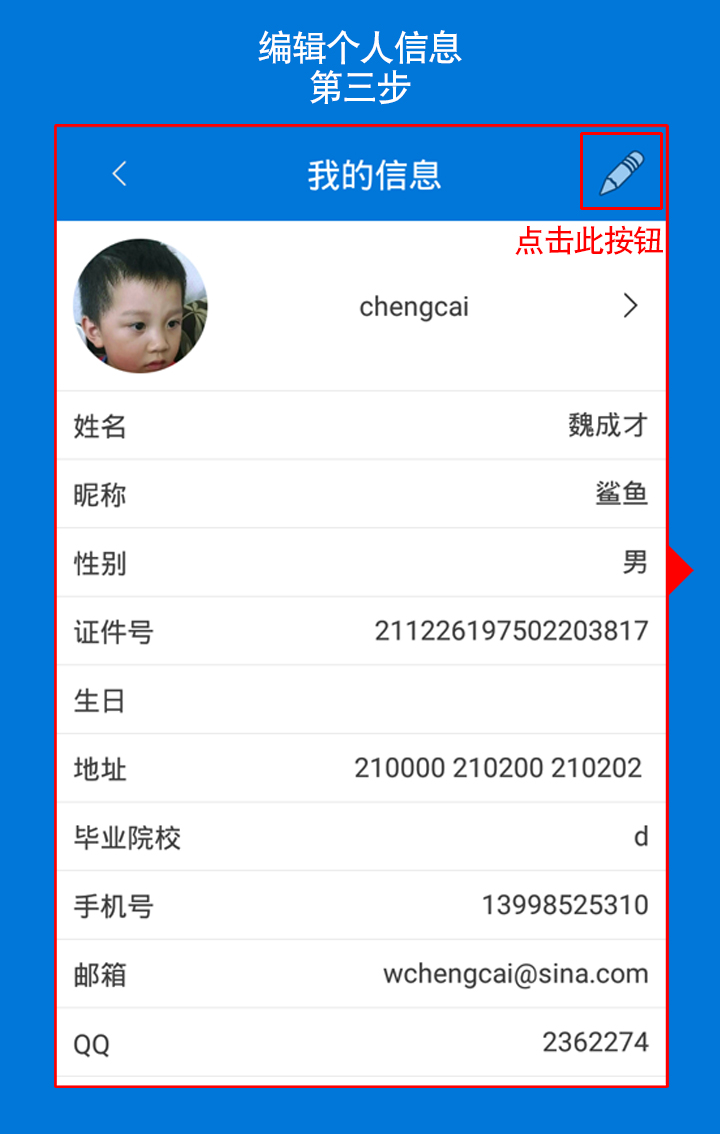 编辑个人信息
第三步
我的信息
点击此按钮
chengcai
姓名 魏成才
昵称 鲨鱼
性别 男
证件号 211226197502203817
生日
地址 210000 210200 210202
毕业院校 d
手机号 13998525310
邮箱 wchengcai@sina.com
QQ 2362274